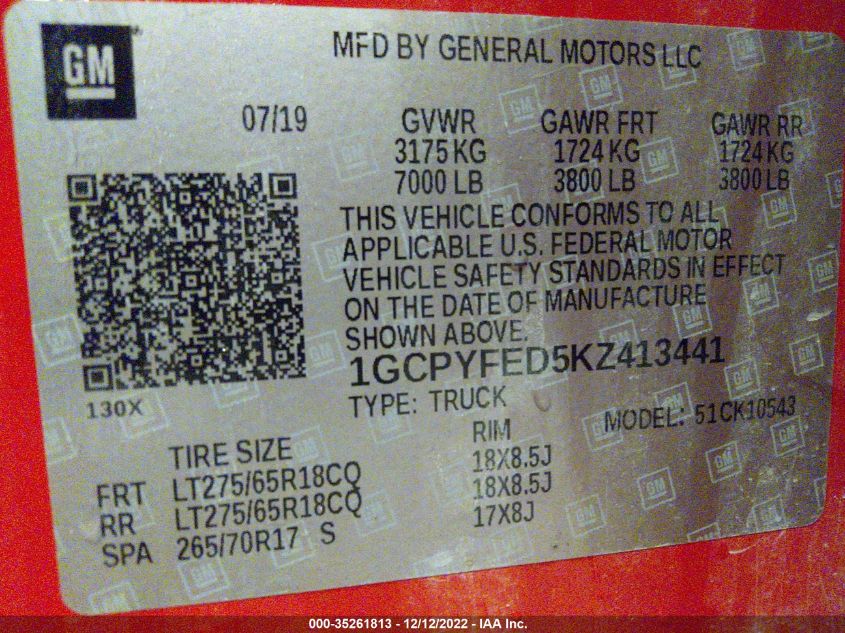 GM
MFD BY GENERAL MOTORS LLC
07/19
GVWR GAWR FRT GAWR RR
3175 KG 1724 KG 1724 KG
7000 LB 3800 LB 3800 LB
THIS VEHICLE CONFORMS TO ALL
APPLICABLE U.S. FEDERAL MOTOR
VEHICLE SAFETY STANDARDS IN EFFECT
ON THE DATE OF MANUFACTURE
SHOWN ABOVE.
1GCPYFED5KZ413441
130X
TYPE: TRUCK MODEL: 51CK10543
TIRE SIZE RIM
FRT LT275/65R18CQ 18X8.5J
RR LT275/65R18CQ 18X8.5J
SPA 265/70R17 S 17X8J
000-35261813 - 12/12/2022 - IAA Inc.